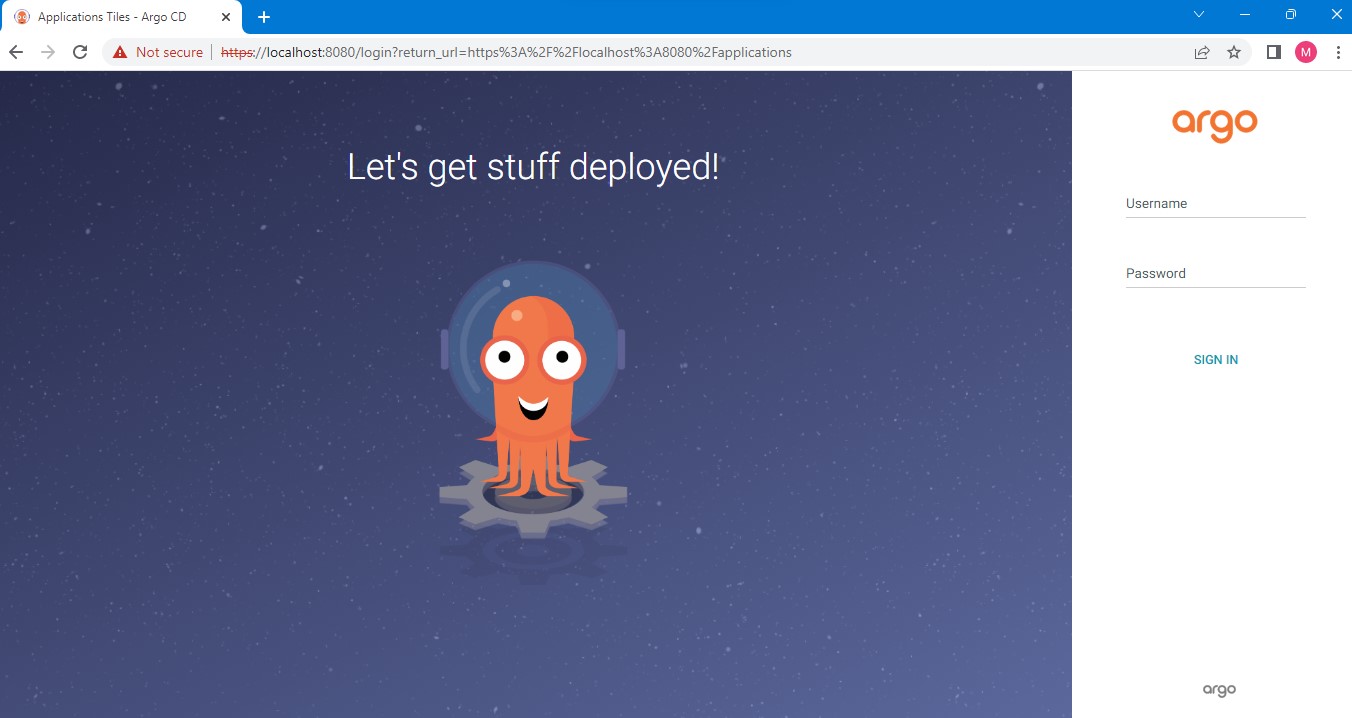 Applications Tiles - Argo CD
Not secure
https://localhost:8080/login?return_url=https%3A%2F%2Flocalhost%3A8080%2Fapplications
M
Let's get stuff deployed!
argo
Username
Password
SIGN IN
argo